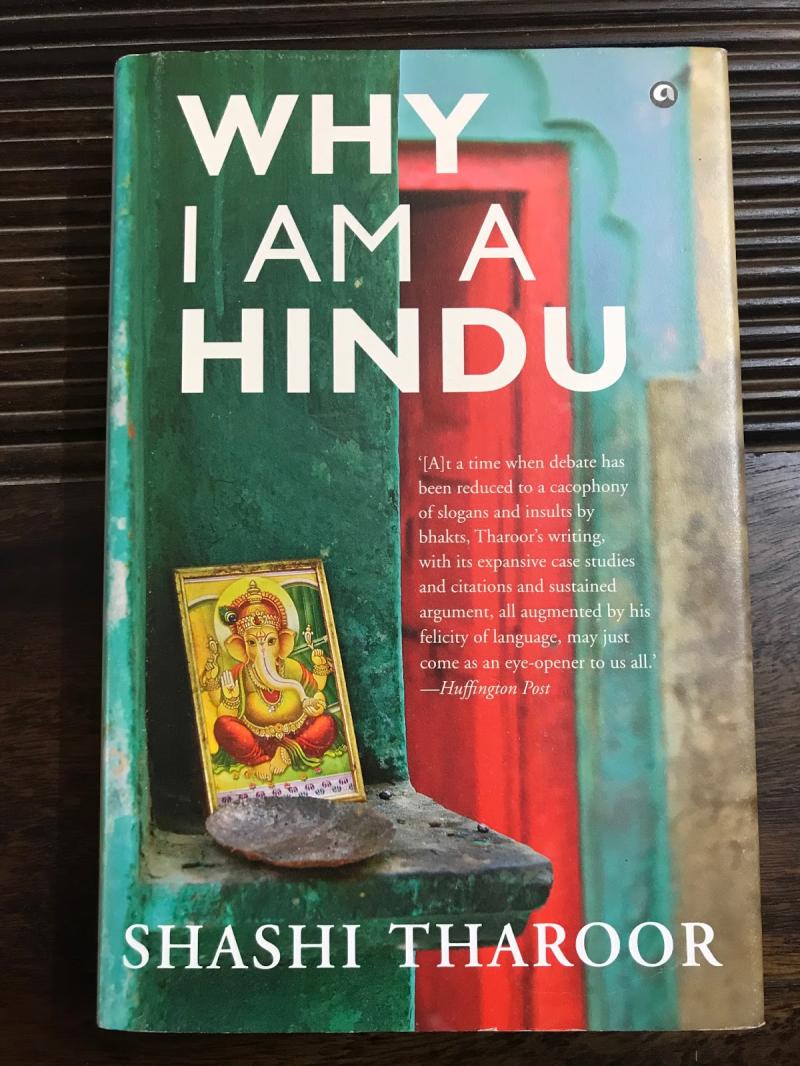 WHY
I AM A
HINDU
a
‘[A]t a time when debate has
been reduced to a cacophony
of slogans and insults by
bhakts, Tharoor’s writing,
with its expansive case studies
and citations and sustained
argument, all augmented by his
felicity of language, may just
come as an eye-opener to us all.’
—Huffington Post
SHASHI THAROOR